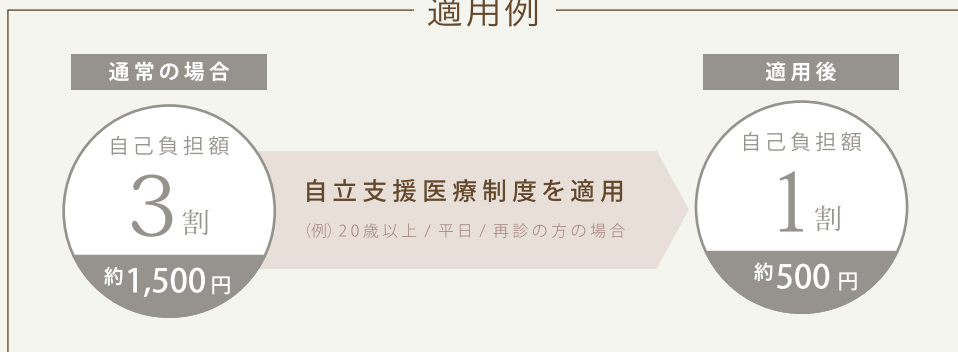 適用例
通常の場合
自己負担額
3割
約1,500円
自立支援医療制度を適用
(例)20歳以上/平日/再診の方の場合
適用後
自己負担額
1割
約500円